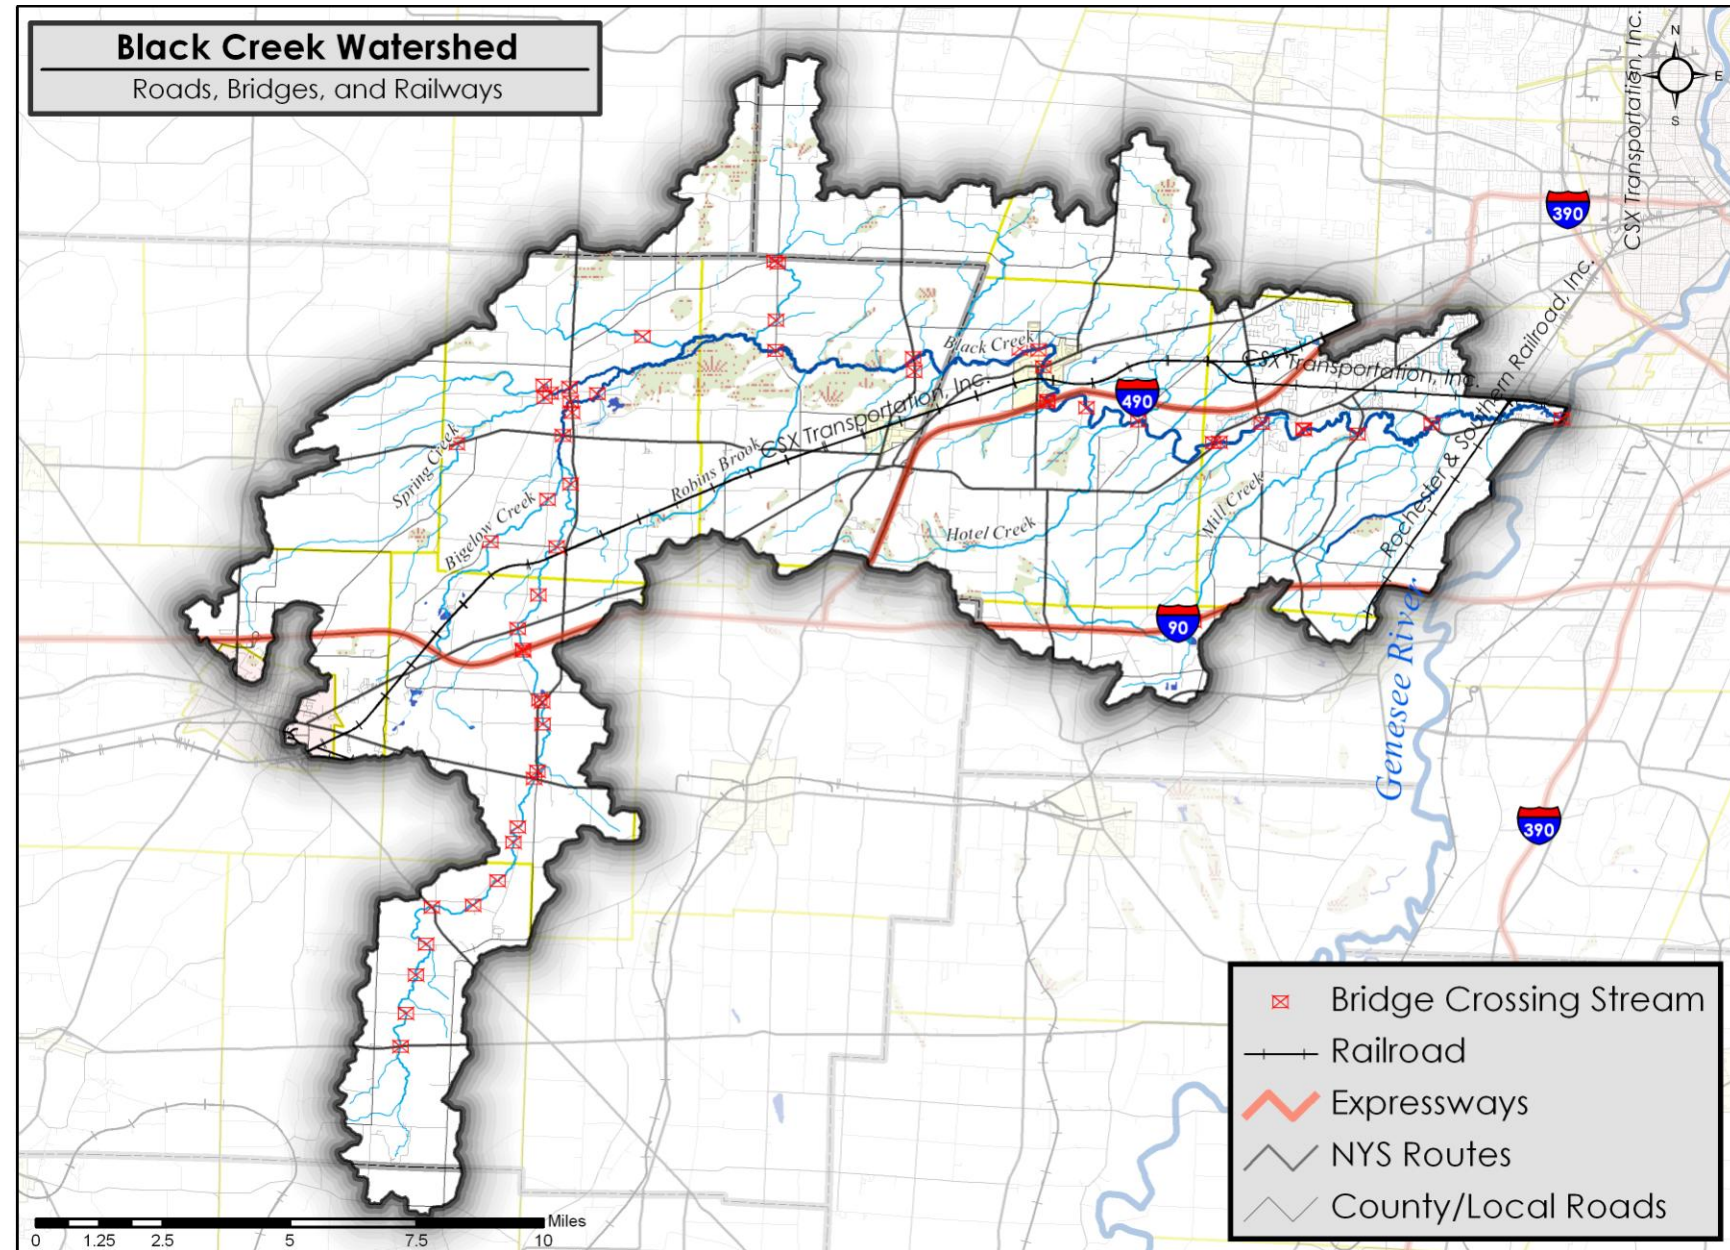 Black Creek Watershed
Roads, Bridges, and Railways
CSX Transportation, Inc.
N
E
S
390
CSX Transportation, Inc.
Rochester & Southern Railroad, Inc.
Black Creek
490
CSX Transportation, Inc.
Spring Creek
Robins Brook
Bigelow Creek
Hotel Creek
Mill Creek
90
Genesee River
390
Bridge Crossing Stream
Railroad
Expressways
NYS Routes
County/Local Roads
Miles
0 1.25 2.5 5 7.5 10